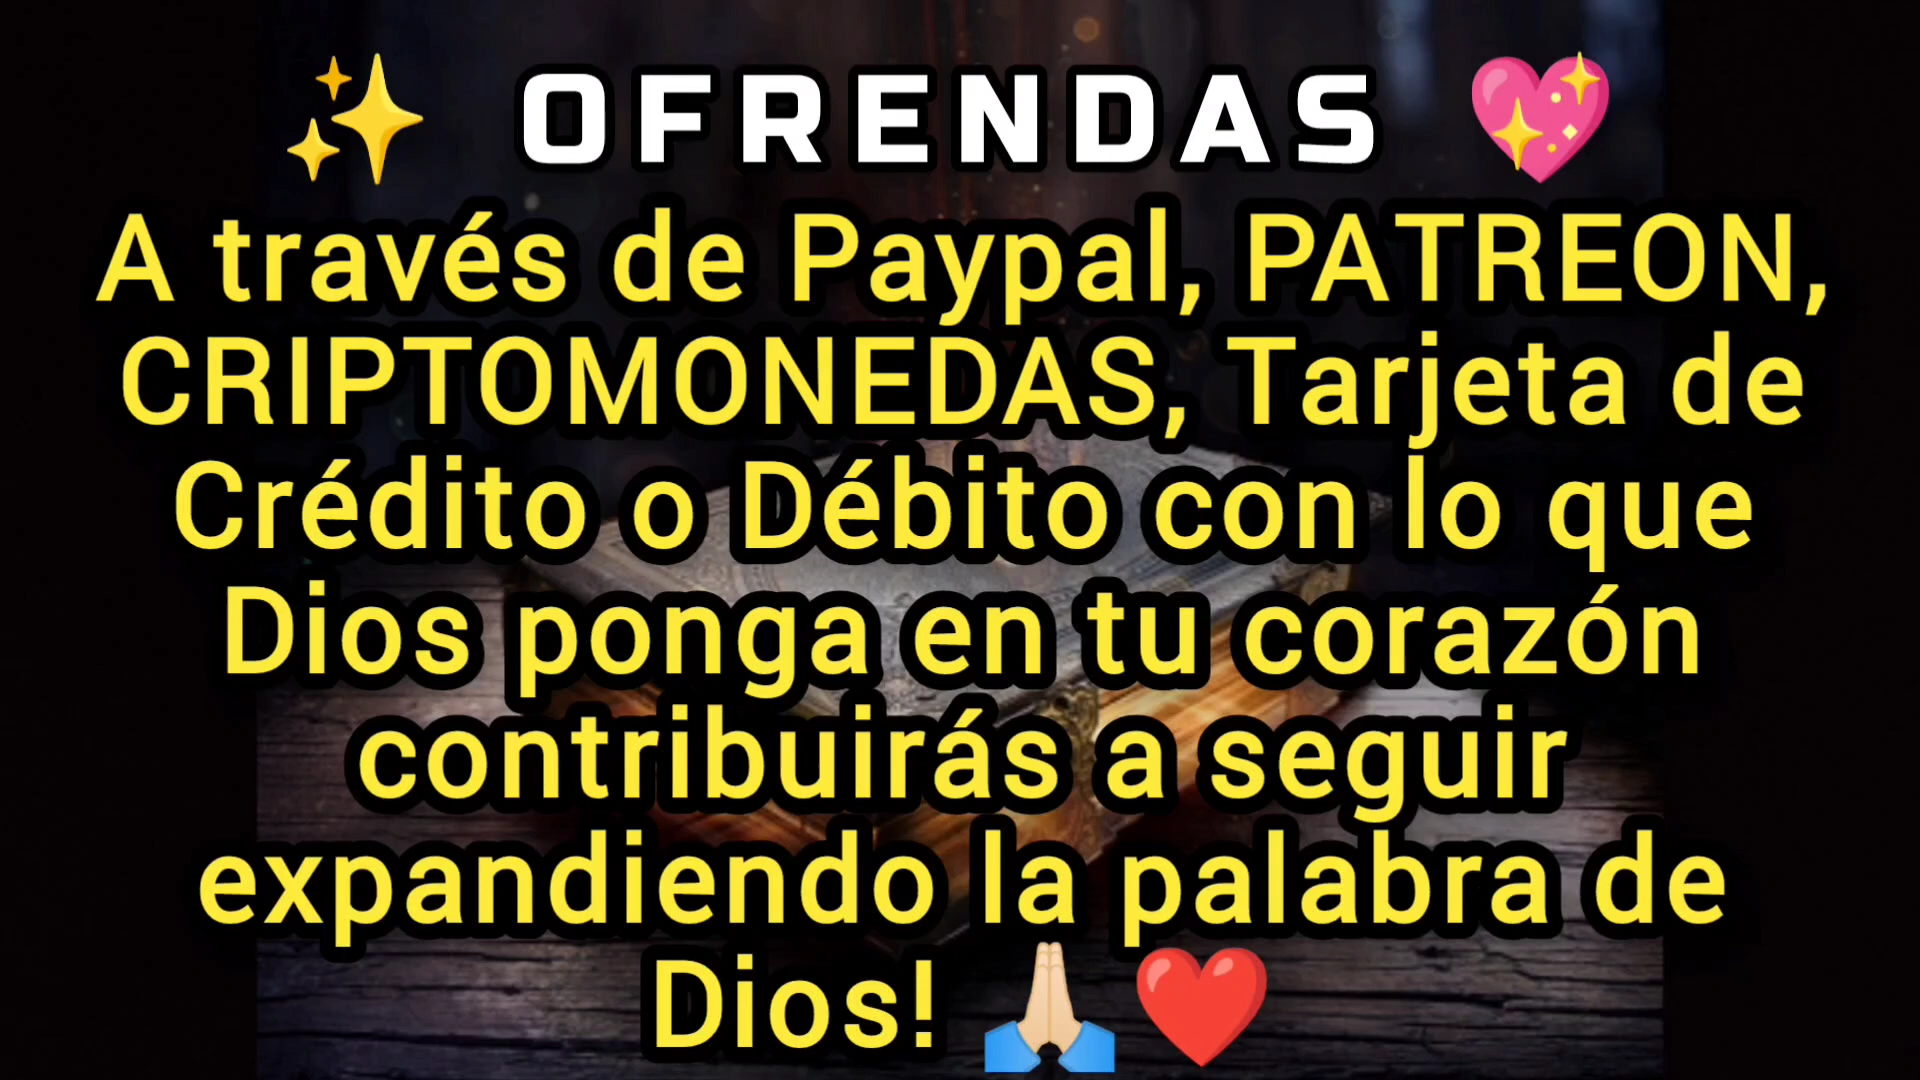 ✨ OFRENDAS 💖
A través de Paypal, PATREON,
CRIPTOMONEDAS, Tarjeta de
Crédito o Débito con lo que
Dios ponga en tu corazón
contribuirás a seguir
expandiendo la palabra de
Dios! 🙏🏻❤️